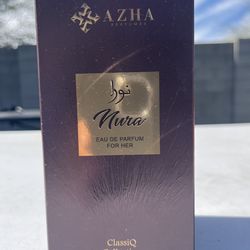 AZHA
PERFUMES
نورا
Nura
EAU DE PARFUM
FOR HER
ClassiQ